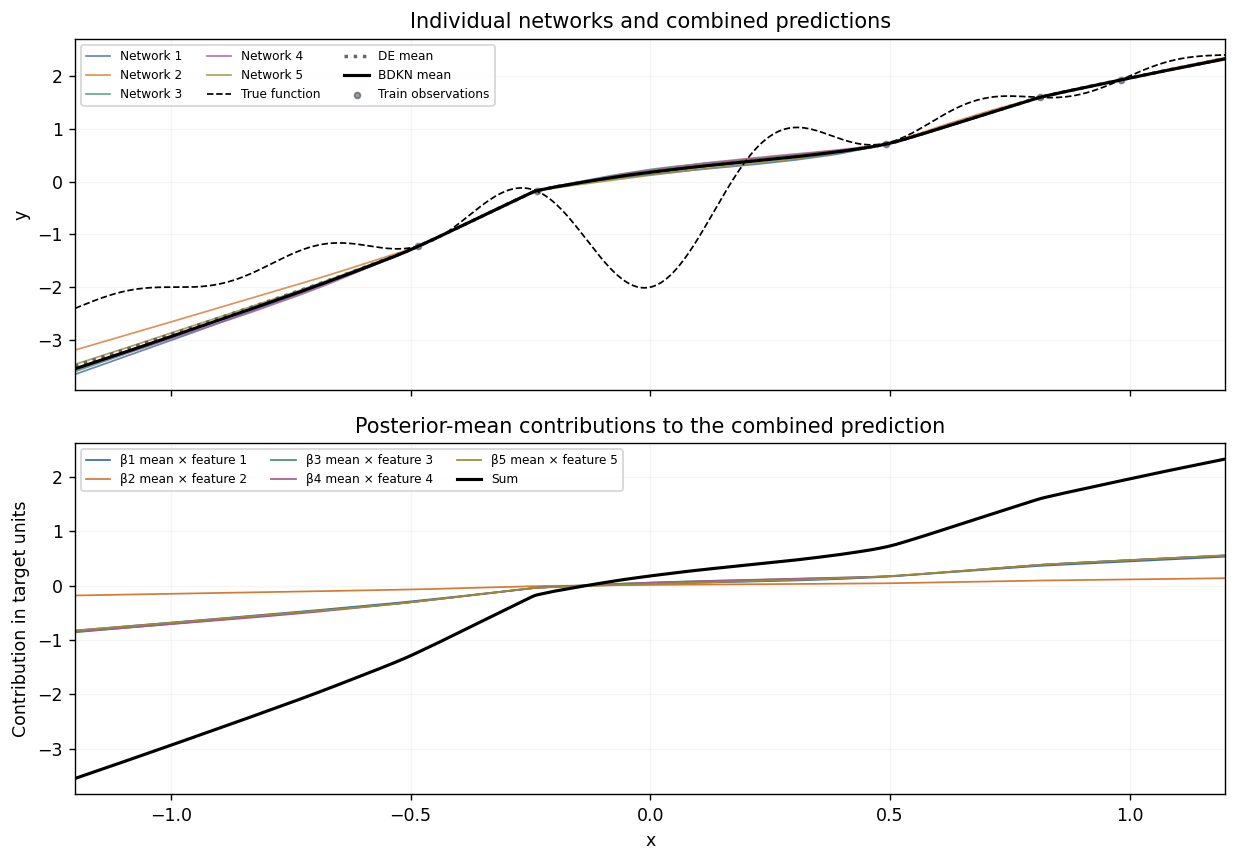 Individual networks and combined predictions
Network 1 Network 4 DE mean
Network 2 Network 5 BDKN mean
Network 3 True function Train observations
2
1
0
−1
−2
−3
y
Posterior-mean contributions to the combined prediction
β1 mean × feature 1 β3 mean × feature 3 β5 mean × feature 5
β2 mean × feature 2 β4 mean × feature 4 Sum
2
1
0
−1
−2
−3
Contribution in target units
−1.0 −0.5 0.0 0.5 1.0
x